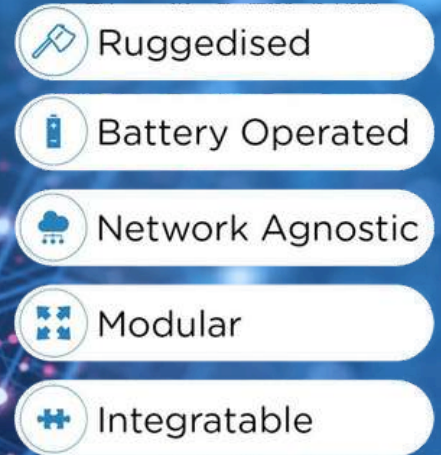 Ruggedised
Battery Operated
Network Agnostic
Modular
Integratable